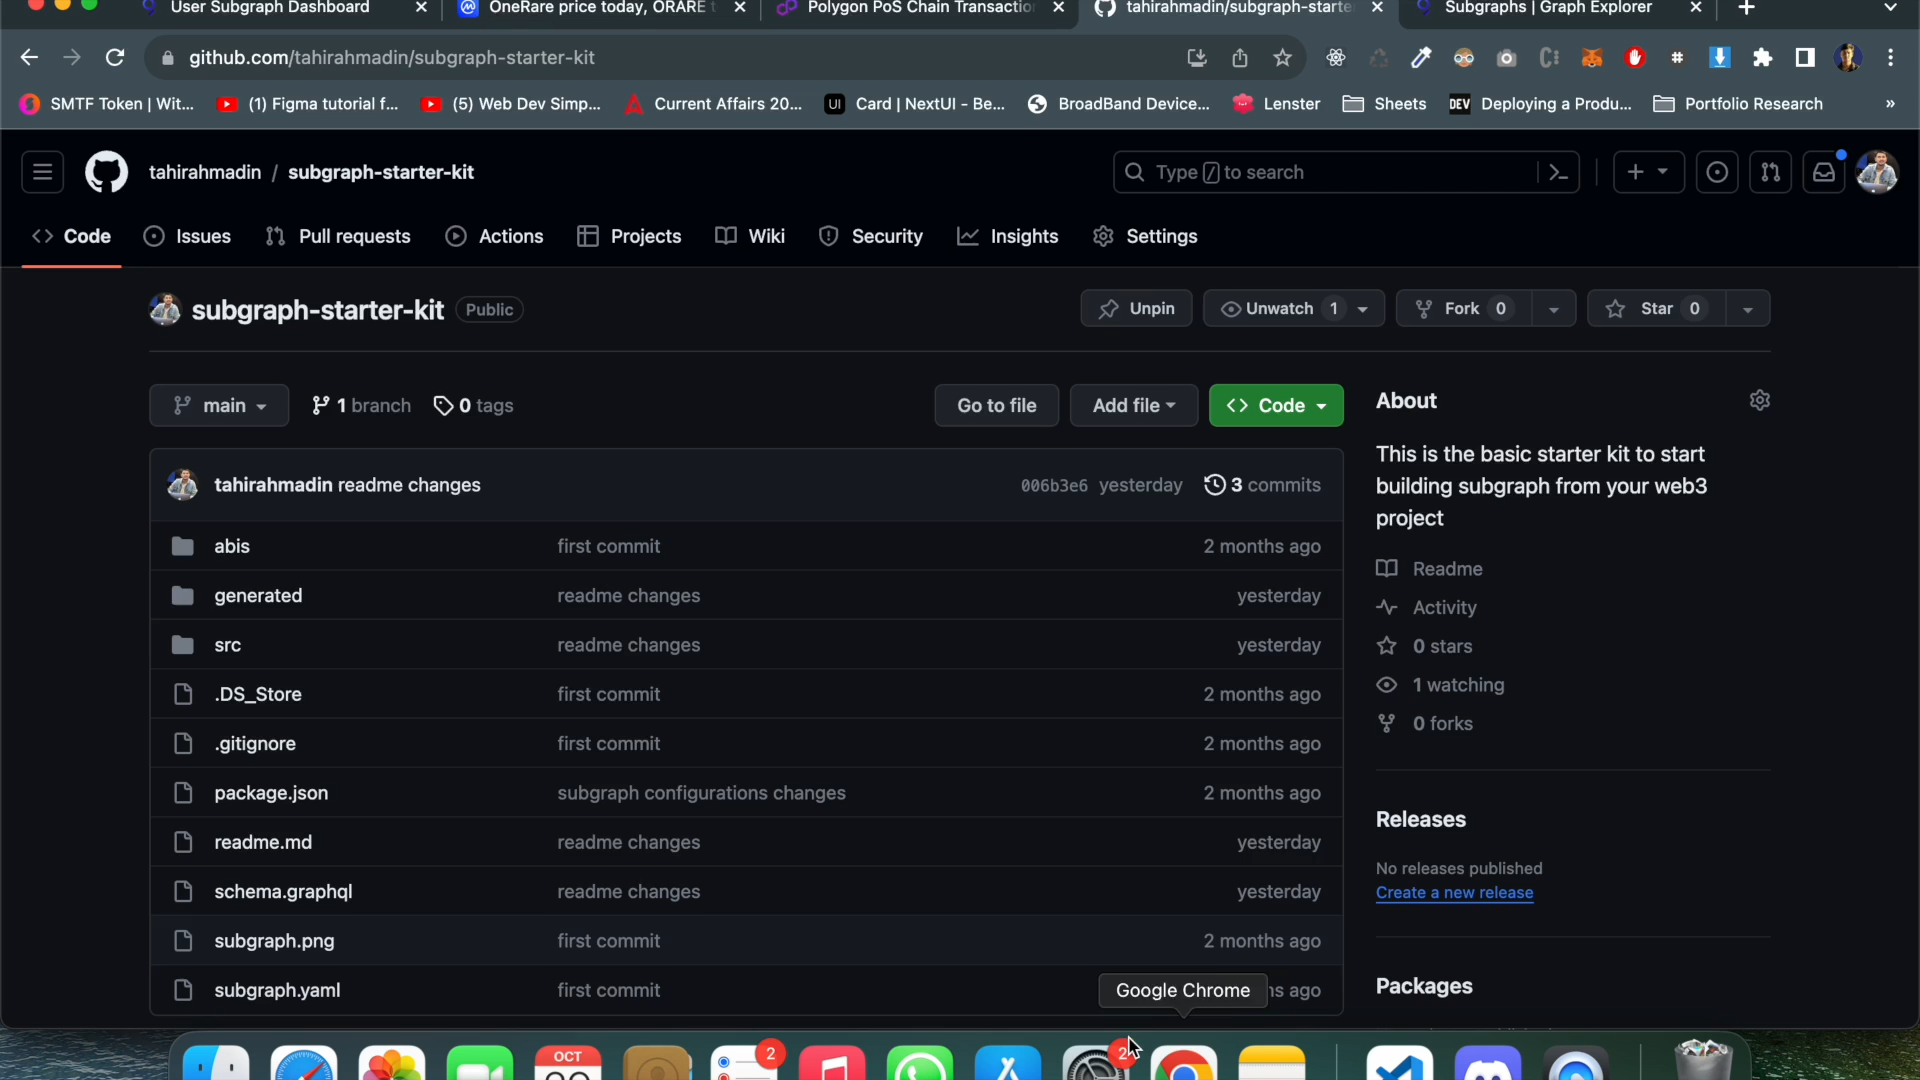 User Subgraph Dashboard
OneRare price today, ORARE t
Polygon PoS Chain Transactio
tahirahmadin/subgraph-starte
Subgraphs | Graph Explorer
github.com/tahirahmadin/subgraph-starter-kit
SMTF Token | Wit...
(1) Figma tutorial f...
(5) Web Dev Simp...
Current Affairs 20...
UI Card | NextUI - Be...
BroadBand Device...
Lenster
Sheets
DEV Deploying a Produ...
Portfolio Research
»
tahirahmadin / subgraph-starter-kit
Type / to search
Code
Issues
Pull requests
Actions
Projects
Wiki
Security
Insights
Settings
subgraph-starter-kit Public
Unpin
Unwatch 1
Fork 0
Star 0
main
1 branch
0 tags
Go to file
Add file
Code
tahirahmadin readme changes 006b3e6 yesterday 3 commits
abis first commit 2 months ago
generated readme changes yesterday
src readme changes yesterday
.DS_Store first commit 2 months ago
.gitignore first commit 2 months ago
package.json subgraph configurations changes 2 months ago
readme.md readme changes yesterday
schema.graphql readme changes yesterday
subgraph.png first commit 2 months ago
subgraph.yaml first commit ago
About
This is the basic starter kit to start
building subgraph from your web3
project
Readme
Activity
0 stars
1 watching
0 forks
Releases
No releases published
Create a new release
Packages
Google Chrome
OCT
2
2